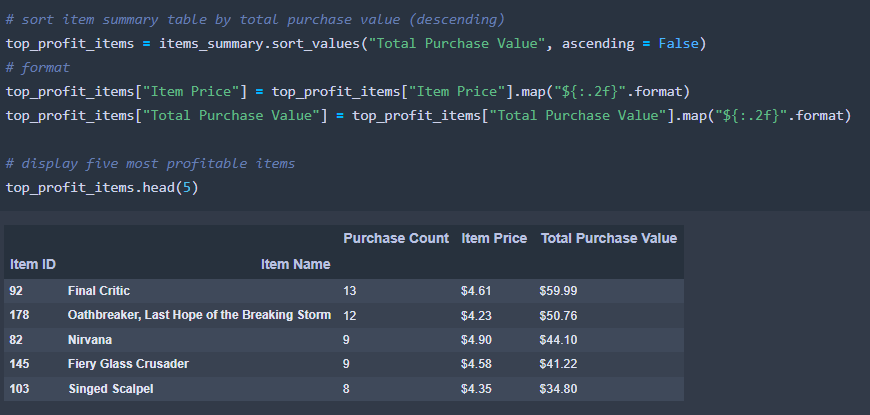 # sort item summary table by total purchase value (descending)
top_profit_items = items_summary.sort_values("Total Purchase Value", ascending = False)
# format
top_profit_items["Item Price"] = top_profit_items["Item Price"].map("${:.2f}".format)
top_profit_items["Total Purchase Value"] = top_profit_items["Total Purchase Value"].map("${:.2f}".format)
# display five most profitable items
top_profit_items.head(5)
Purchase Count Item Price Total Purchase Value
Item ID Item Name
92 Final Critic 13 $4.61 $59.99
178 Oathbreaker, Last Hope of the Breaking Storm 12 $4.23 $50.76
82 Nirvana 9 $4.90 $44.10
145 Fiery Glass Crusader 9 $4.58 $41.22
103 Singed Scalpel 8 $4.35 $34.80